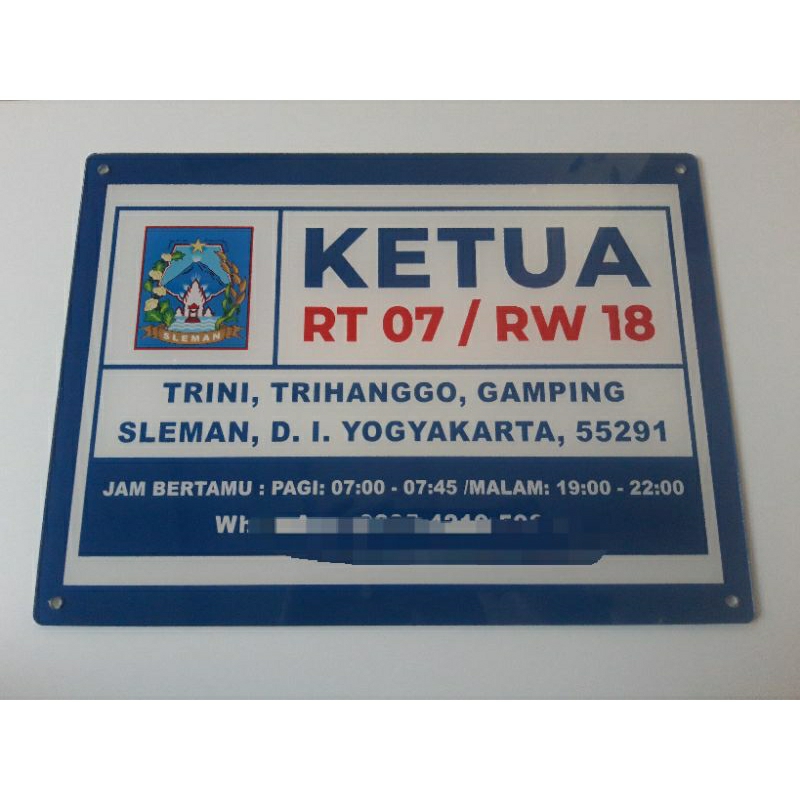 SLEMAN
KETUA
RT 07 / RW 18
TRINI, TRIHANGGO, GAMPING
SLEMAN, D. I. YOGYAKARTA, 55291
JAM BERTAMU : PAGI: 07:00 - 07:45 /MALAM: 19:00 - 22:00